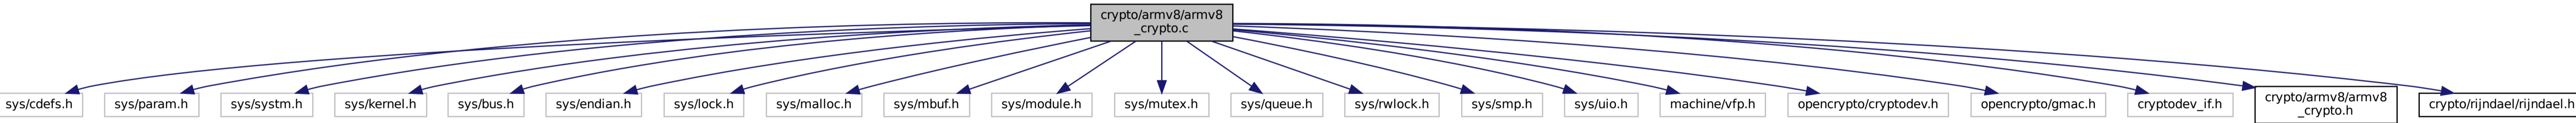 crypto/armv8/armv8
_crypto.c
sys/cdefs.h
sys/param.h
sys/systm.h
sys/kernel.h
sys/bus.h
sys/endian.h
sys/lock.h
sys/malloc.h
sys/mbuf.h
sys/module.h
sys/mutex.h
sys/queue.h
sys/rwlock.h
sys/smp.h
sys/uio.h
machine/vfp.h
opencrypto/cryptodev.h
opencrypto/gmac.h
cryptodev_if.h
crypto/armv8/armv8
_crypto.h
crypto/rijndael/rijndael.h